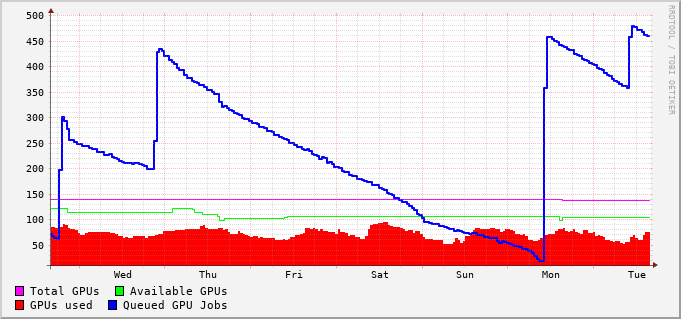 500
450
400
350
300
250
200
150
100
50
Wed Thu Fri Sat Sun Mon Tue
Total GPUs Available GPUs
GPUs used Queued GPU Jobs
RRDTOOL / TOBI OETIKER